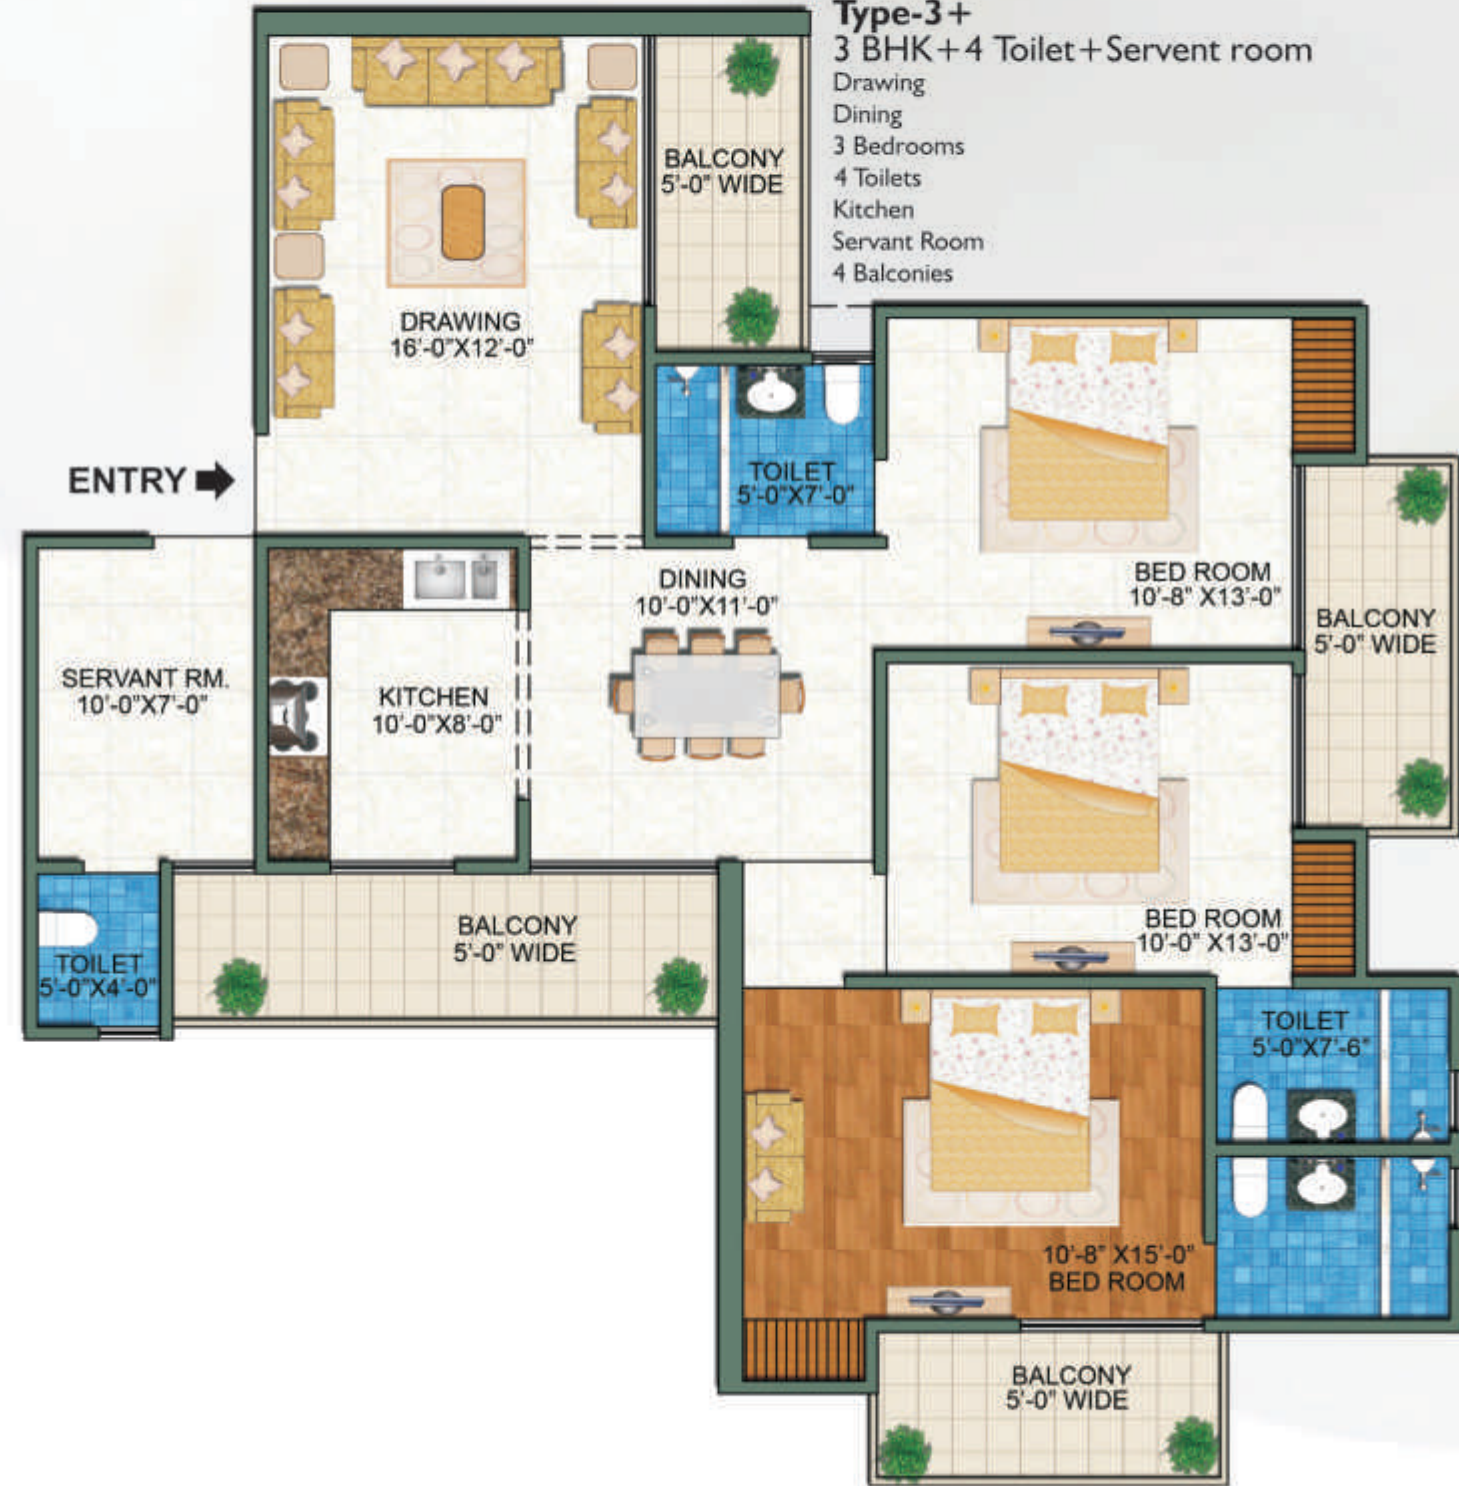 Type-3+
3 BHK+4 Toilet+Servent room
Drawing
Dining
3 Bedrooms
4 Toilets
Kitchen
Servant Room
4 Balconies
BALCONY
5'-0" WIDE
DRAWING
16'-0"X12'-0"
ENTRY
TOILET
5'-0"X7'-0"
BED ROOM
10'-8" X13'-0"
DINING
10'-0"X11'-0"
BALCONY
5'-0" WIDE
SERVANT RM.
10'-0"X7'-0"
KITCHEN
10'-0"X8'-0"
BED ROOM
10'-0" X13'-0"
BALCONY
5'-0" WIDE
TOILET
5'-0"X4'-0"
TOILET
5'-0"X7'-6"
10'-8" X15'-0"
BED ROOM
BALCONY
5'-0" WIDE